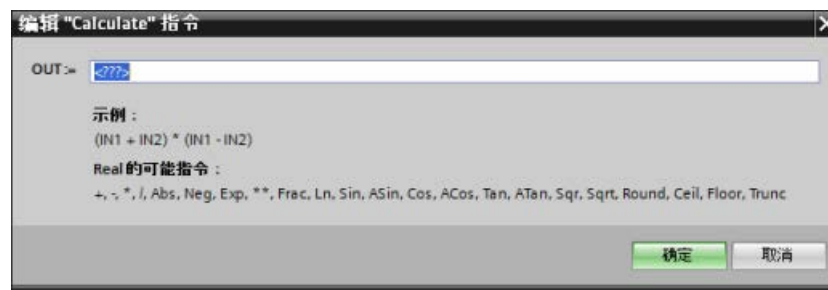 编辑 "Calculate" 指令
OUT:= <???>
示例：
(IN1 + IN2) * (IN1 - IN2)
Real 的可能指令：
+, -, *, /, Abs, Neg, Exp, **, Frac, Ln, Sin, ASin, Cos, ACos, Tan, ATan, Sqr, Sqrt, Round, Ceil, Floor, Trunc
确定 取消